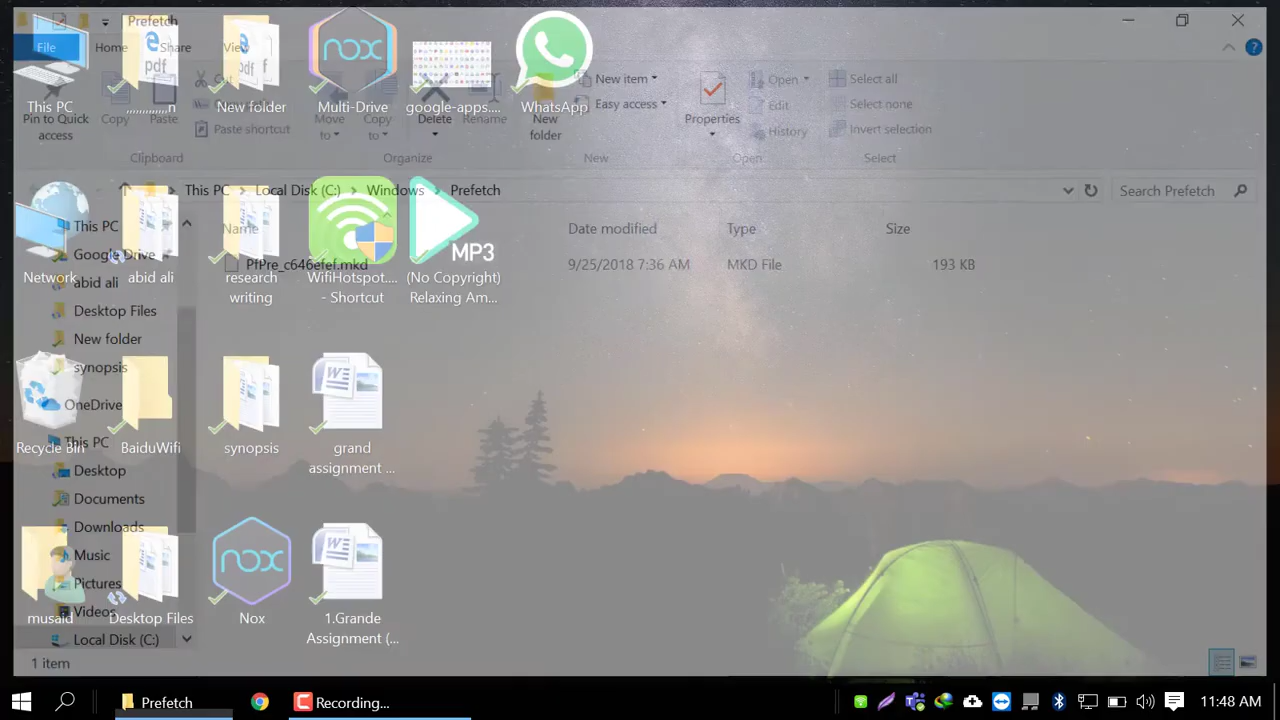 Prefetch
File
Home
Share
View
Pin to Quick
access
Copy
Paste
Cut
Paste shortcut
Clipboard
Move
to
Copy
to
Delete
Rename
Organize
New
folder
New item
Easy access
New
Properties
Open
Edit
History
Open
Select all
Select none
Invert selection
Select
This PC
,,,,,,,,,,,,n
New folder
Multi-Drive
google-apps....
WhatsApp
This PC
Local Disk (C:)
Windows
Prefetch
Search Prefetch
Name
Date modified
Type
Size
PfPre_c646efef.mkd
9/25/2018 7:36 AM
MKD File
193 KB
This PC
Google Drive
abid ali
Desktop Files
New folder
synopsis
OneDrive
This PC
Desktop
Documents
Downloads
Music
Pictures
Videos
Local Disk (C:)
Network
abid ali
research
writing
WifiHotspot....
- Shortcut
MP3
(No Copyright)
Relaxing Am...
Recycle Bin
BaiduWifi
synopsis
grand
assignment ...
musaid
Desktop Files
nox
Nox
1.Grande
Assignment (...
nox
pdf
pdf
1 item
Prefetch
Recording...
11:48 AM